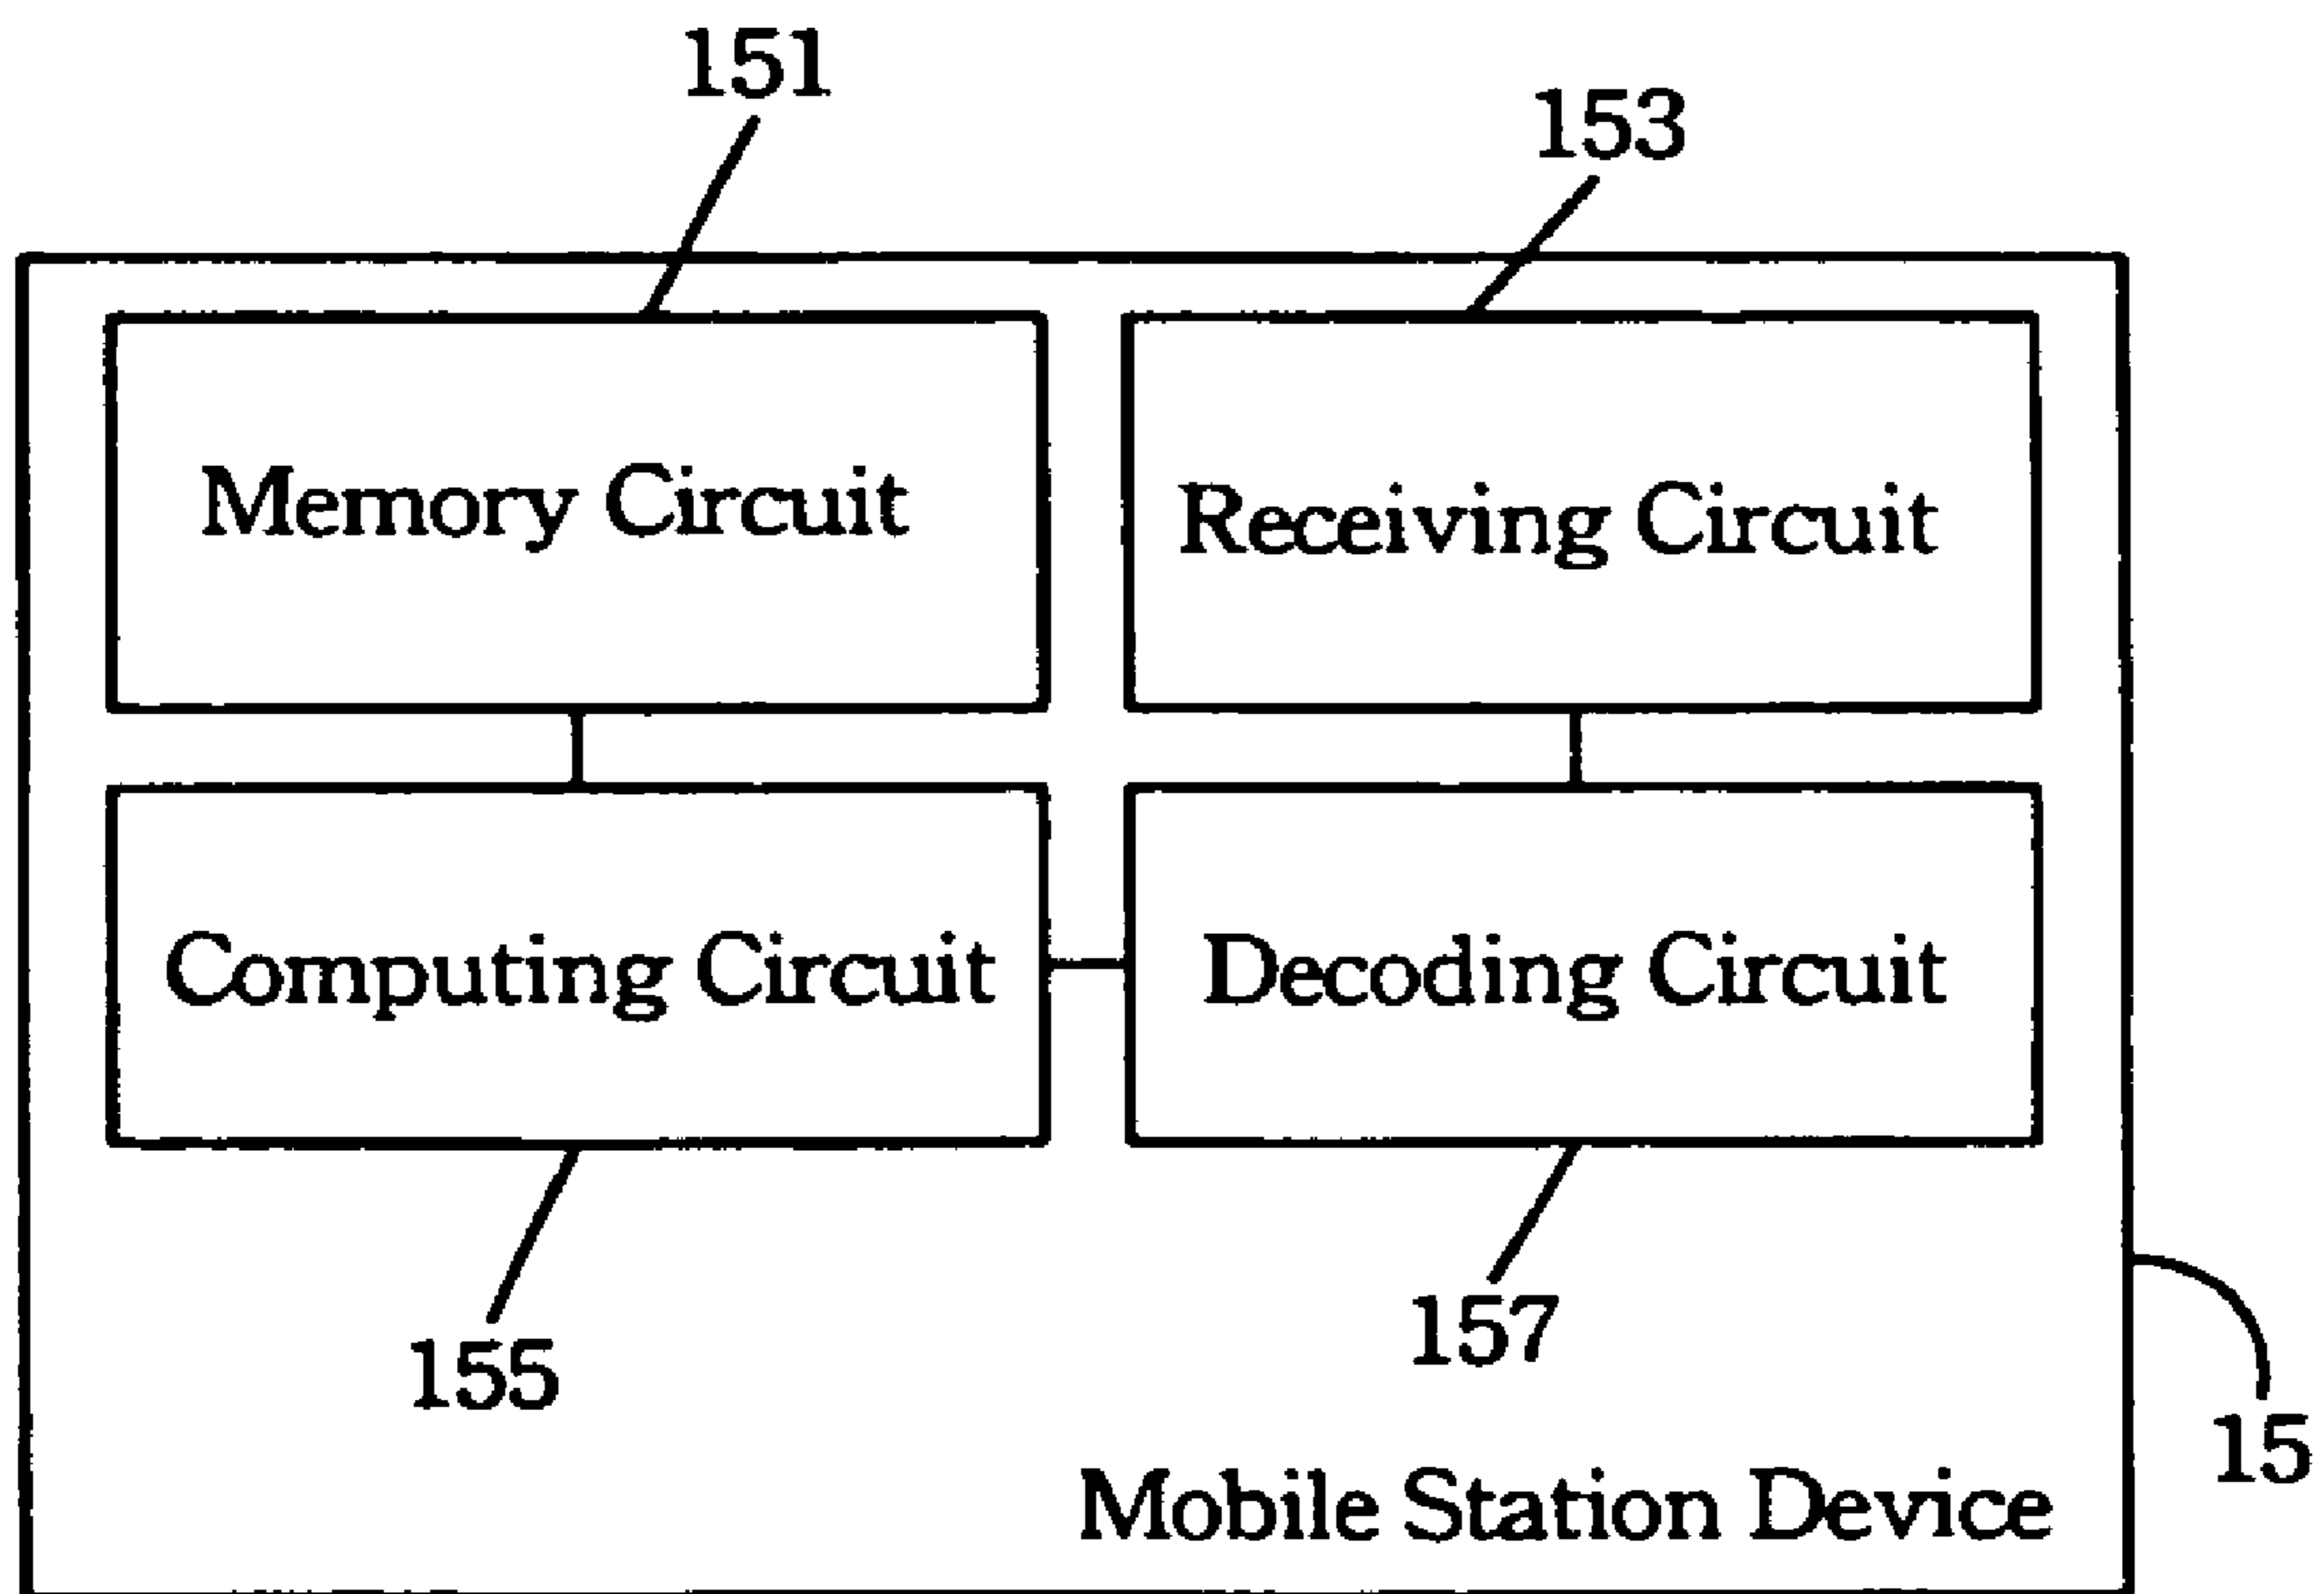 151
153
Memory Circuit
Receiving Circuit
Computing Circuit
Decoding Circuit
155
157
15
Mobile Station Device